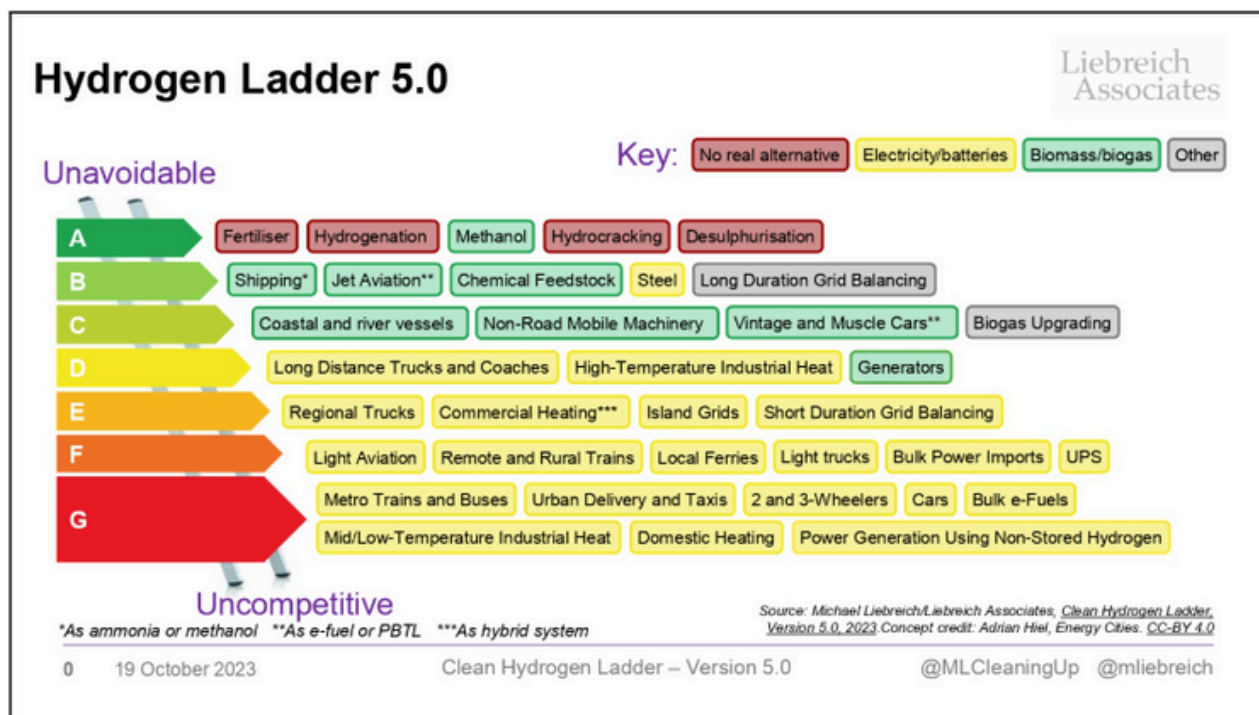 Hydrogen Ladder 5.0
Liebreich
Associates
Key: No real alternative Electricity/batteries Biomass/biogas Other
Unavoidable
A Fertiliser Hydrogenation Methanol Hydrocracking Desulphurisation
B Shipping* Jet Aviation** Chemical Feedstock Steel Long Duration Grid Balancing
C Coastal and river vessels Non-Road Mobile Machinery Vintage and Muscle Cars** Biogas Upgrading
D Long Distance Trucks and Coaches High-Temperature Industrial Heat Generators
E Regional Trucks Commercial Heating*** Island Grids Short Duration Grid Balancing
F Light Aviation Remote and Rural Trains Local Ferries Light trucks Bulk Power Imports UPS
G Metro Trains and Buses Urban Delivery and Taxis 2 and 3-Wheelers Cars Bulk e-Fuels
Mid/Low-Temperature Industrial Heat Domestic Heating Power Generation Using Non-Stored Hydrogen
Uncompetitive
*As ammonia or methanol **As e-fuel or PBTL ***As hybrid system
Source: Michael Liebreich/Liebreich Associates, Clean Hydrogen Ladder,
Version 5.0, 2023.Concept credit: Adrian Hiel, Energy Cities. CC-BY 4.0
0 19 October 2023 Clean Hydrogen Ladder – Version 5.0 @MLCleaningUp @mliebreich